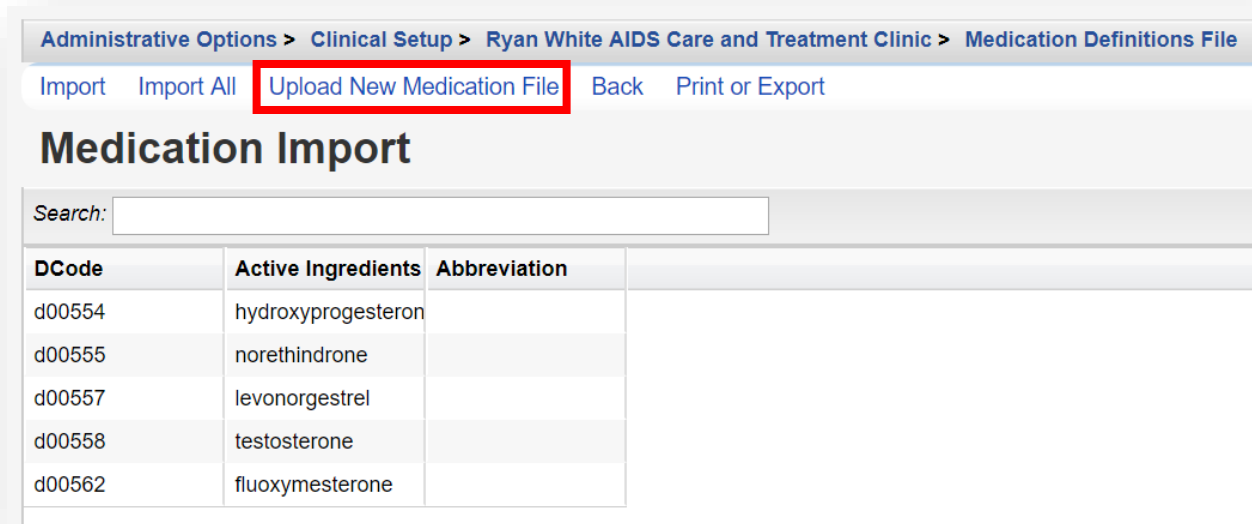 Administrative Options > Clinical Setup > Ryan White AIDS Care and Treatment Clinic > Medication Definitions File
Import Import All Upload New Medication File Back Print or Export
Medication Import
Search:
DCode Active Ingredients Abbreviation
d00554 hydroxyprogesteron
d00555 norethindrone
d00557 levonorgestrel
d00558 testosterone
d00562 fluoxymesterone